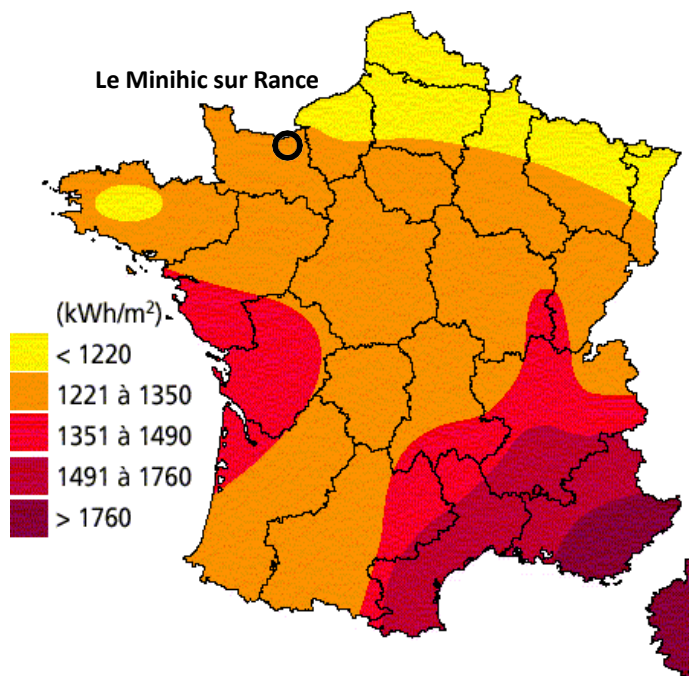 Le Minihic sur Rance
(kWh/m²)
< 1220
1221 à 1350
1351 à 1490
1491 à 1760
> 1760